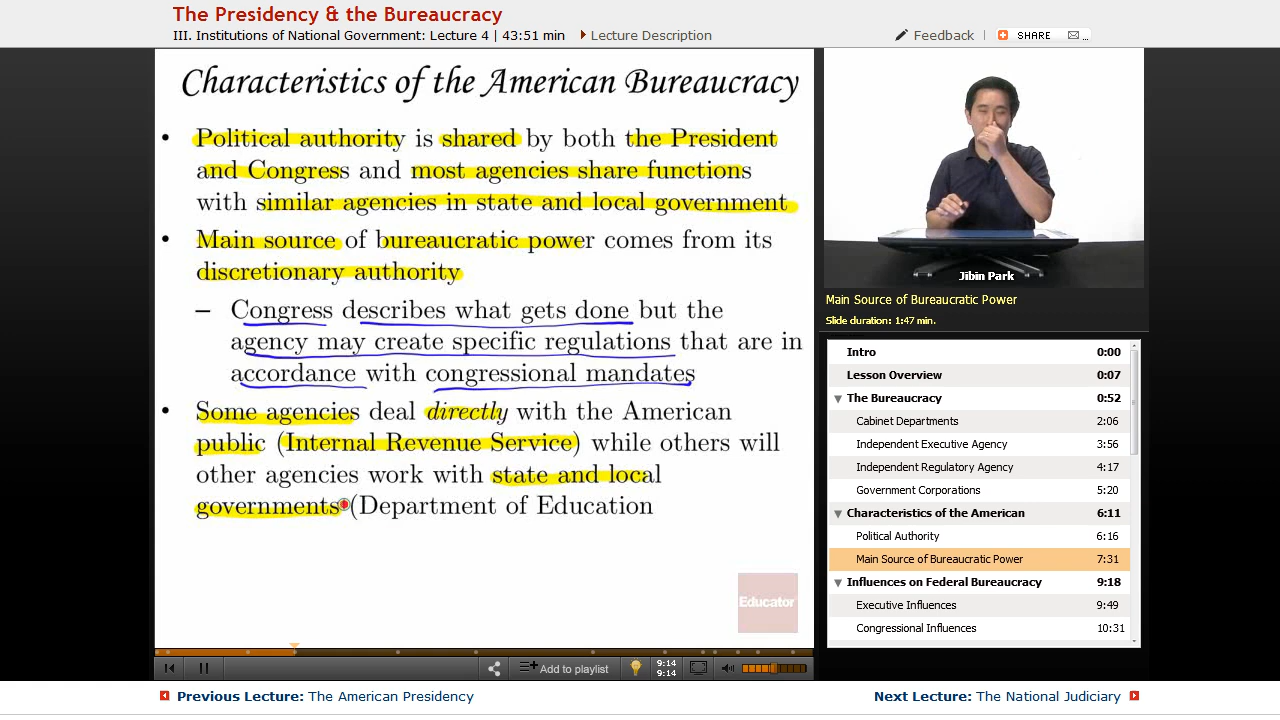 The Presidency & the Bureaucracy
III. Institutions of National Government: Lecture 4 | 43:51 min
Lecture Description
Feedback
SHARE
Characteristics of the American Bureaucracy
• Political authority is shared by both the President
and Congress and most agencies share functions
with similar agencies in state and local government
• Main source of bureaucratic power comes from its
discretionary authority
– Congress describes what gets done but the
agency may create specific regulations that are in
accordance with congressional mandates
• Some agencies deal directly with the American
public (Internal Revenue Service) while others will
other agencies work with state and local
governments (Department of Education
Educator
Jibin Park
Main Source of Bureaucratic Power
Slide duration: 1:47 min.
Intro 0:00
Lesson Overview 0:07
The Bureaucracy 0:52
Cabinet Departments 2:06
Independent Executive Agency 3:56
Independent Regulatory Agency 4:17
Government Corporations 5:20
Characteristics of the American 6:11
Political Authority 6:16
Main Source of Bureaucratic Power 7:31
Influences on Federal Bureaucracy 9:18
Executive Influences 9:49
Congressional Influences 10:31
Add to playlist
9:14
9:14
Previous Lecture: The American Presidency
Next Lecture: The National Judiciary